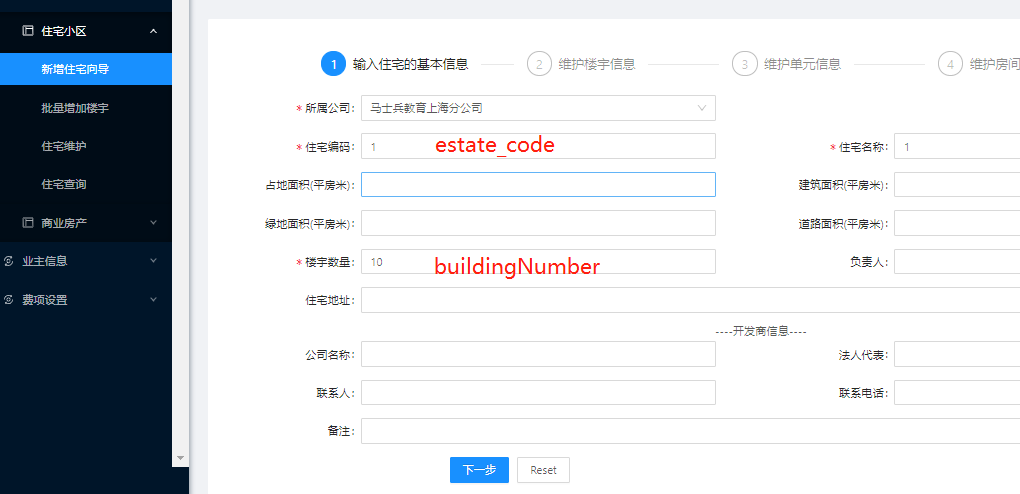 住宅小区
新增住宅向导
批量增加楼宇
住宅维护
住宅查询
商业房产
业主信息
费项设置
1 输入住宅的基本信息 2 维护楼宇信息 3 维护单元信息 4 维护房间
* 所属公司: 马士兵教育上海分公司
* 住宅编码: 1 estate_code * 住宅名称: 1
占地面积(平房米): 建筑面积(平房米):
绿地面积(平房米): 道路面积(平房米):
* 楼宇数量: 10 buildingNumber 负责人:
住宅地址:
----开发商信息----
公司名称: 法人代表:
联系人: 联系电话:
备注:
下一步 Reset